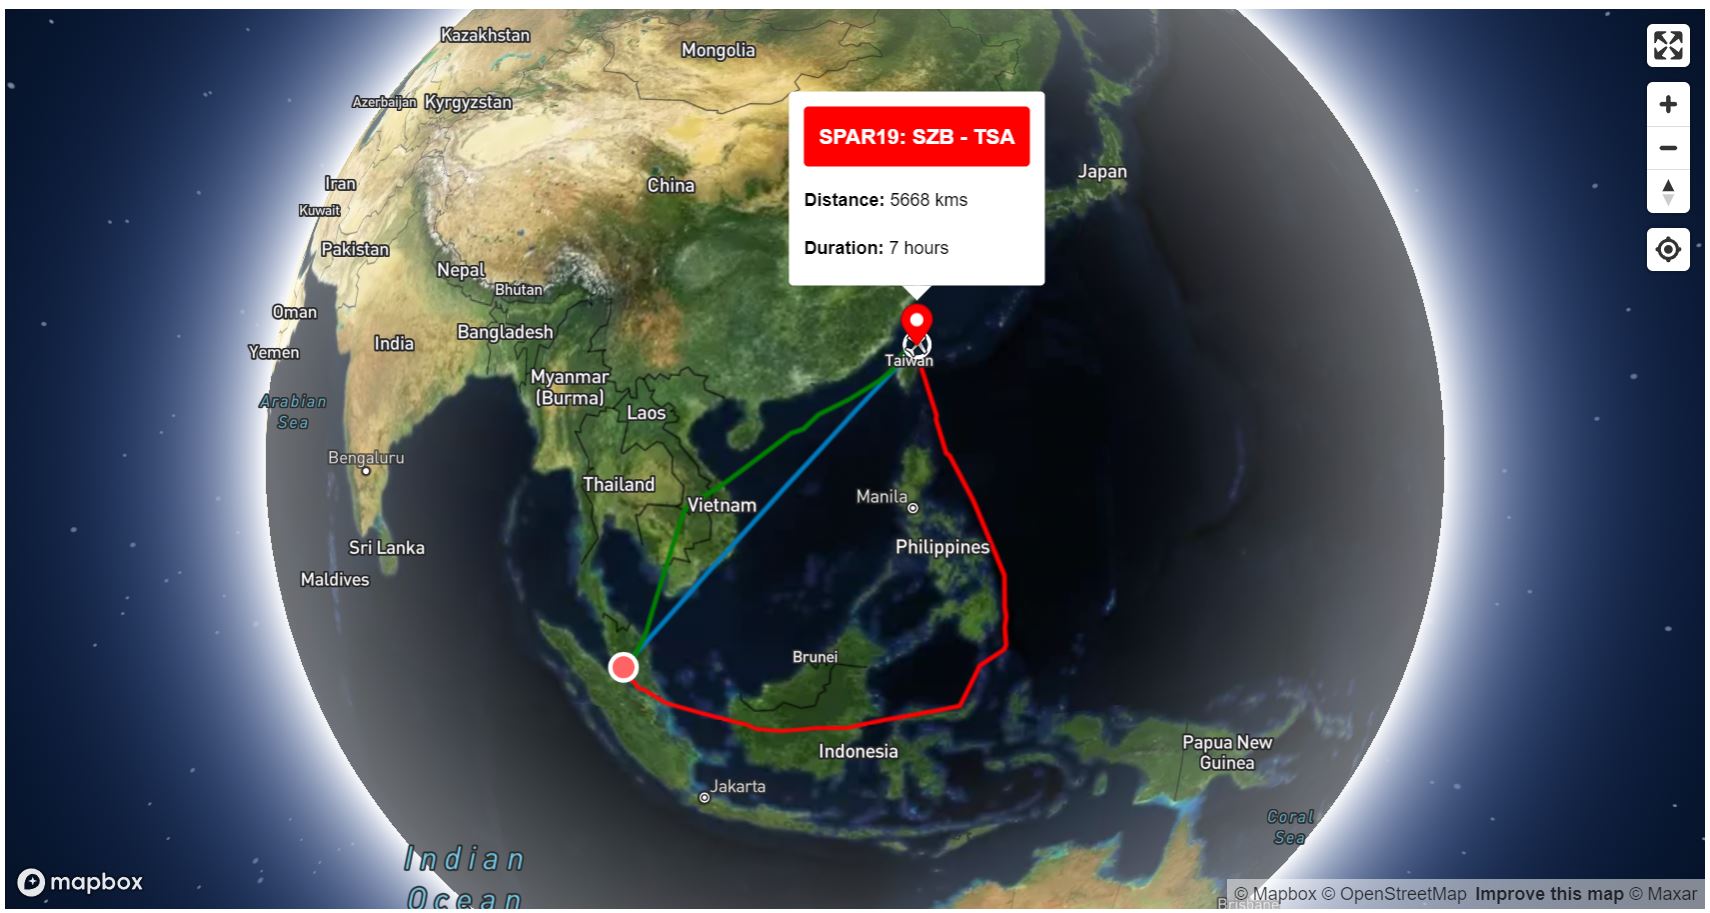 Kazakhstan
Mongolia
Azerbaijan
Kyrgyzstan
SPAR19: SZB - TSA
Japan
Iran
China
Distance: 5668 kms
Kuwait
Pakistan
Duration: 7 hours
Nepal
Bhutan
Oman
Bangladesh
India
Yemen
Taiwan
Myanmar
(Burma)
Arabian
Sea
Laos
Bengaluru
Thailand
Manila
Vietnam
Sri Lanka
Philippines
Maldives
Brunei
Indonesia
Papua New
Guinea
Jakarta
Coral
Sea
Indian
Ocean
mapbox
© Mapbox © OpenStreetMap Improve this map © Maxar
Brisbane